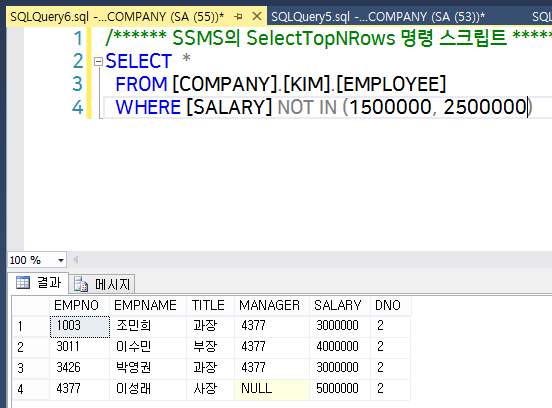 SQLQuery6.sql -...COMPANY (SA (55))* SQLQuery5.sql -...COMPANY (SA (53))* SQ
1 /****** SSMS의 SelectTopNRows 명령 스크립트 *****
2 SELECT *
3 FROM [COMPANY].[KIM].[EMPLOYEE]
4 WHERE [SALARY] NOT IN (1500000, 2500000)
100 %
결과 메시지
EMPNO EMPNAME TITLE MANAGER SALARY DNO
1 1003 조민희 과장 4377 3000000 2
2 3011 이수민 부장 4377 4000000 2
3 3426 박영권 과장 4377 3000000 2
4 4377 이성래 사장 NULL 5000000 2